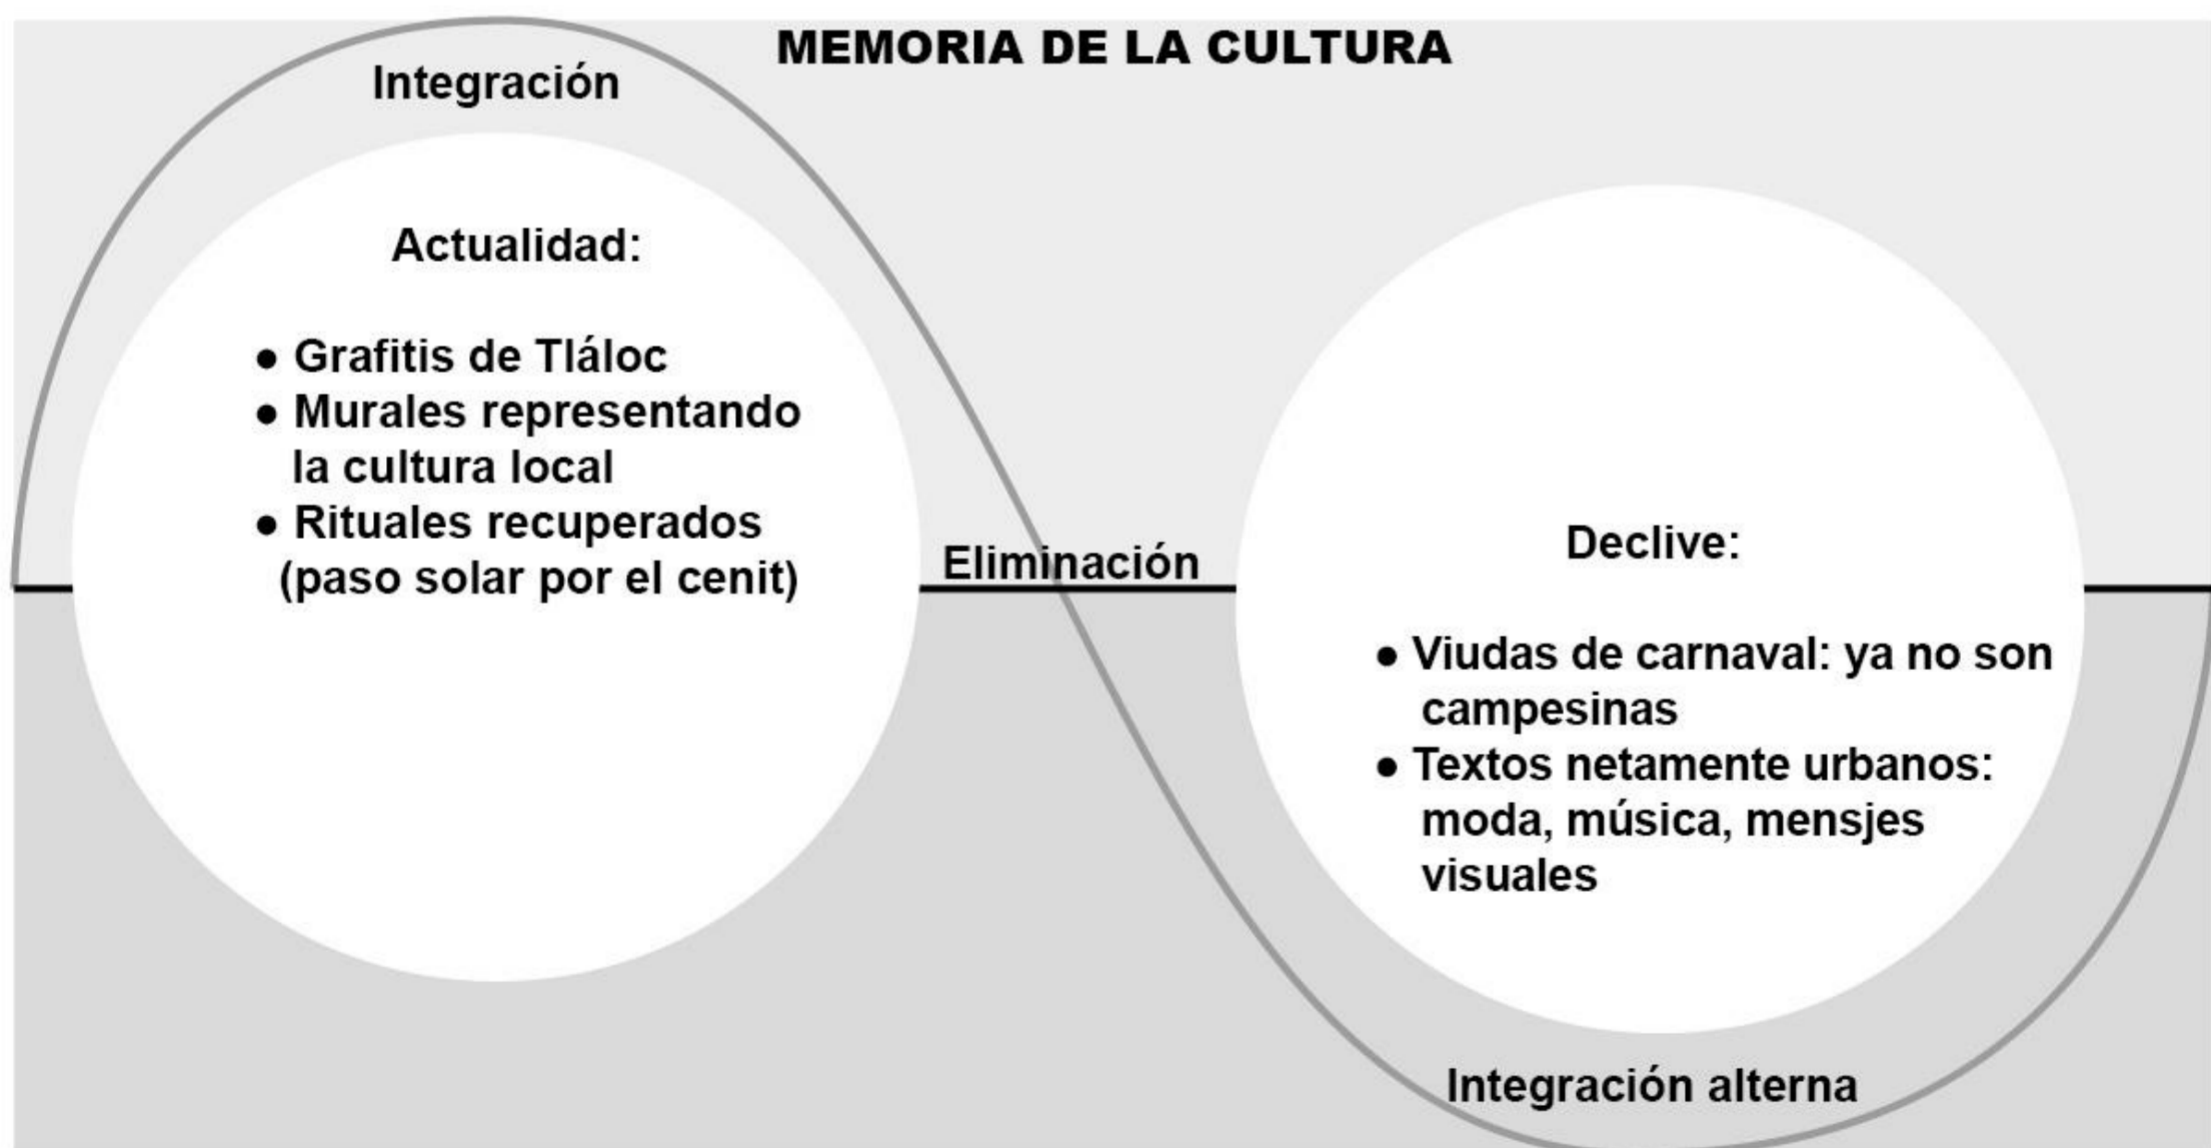 MEMORIA DE LA CULTURA
Integración
Actualidad:
● Grafitis de Tláloc
● Murales representando
la cultura local
● Rituales recuperados
(paso solar por el cenit)
Eliminación
Declive:
● Viudas de carnaval: ya no son
campesinas
● Textos netamente urbanos:
moda, música, mensjes
visuales
Integración alterna